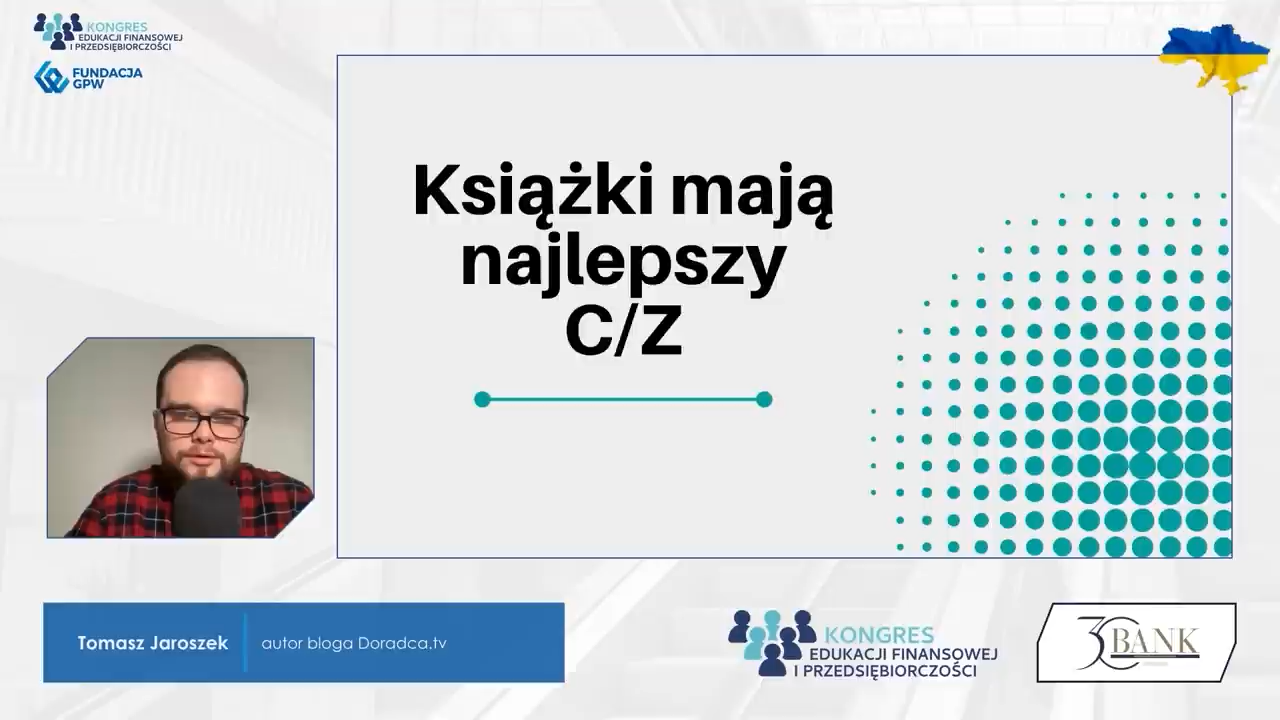 KONGRES
EDUKACJI FINANSOWEJ
I PRZEDSIĘBIORCZOŚCI
FUNDACJA
GPW
Książki mają
najlepszy
C/Z
Tomasz Jaroszek
autor bloga Doradca.tv
KONGRES
EDUKACJI FINANSOWEJ
I PRZEDSIĘBIORCZOŚCI
BANK